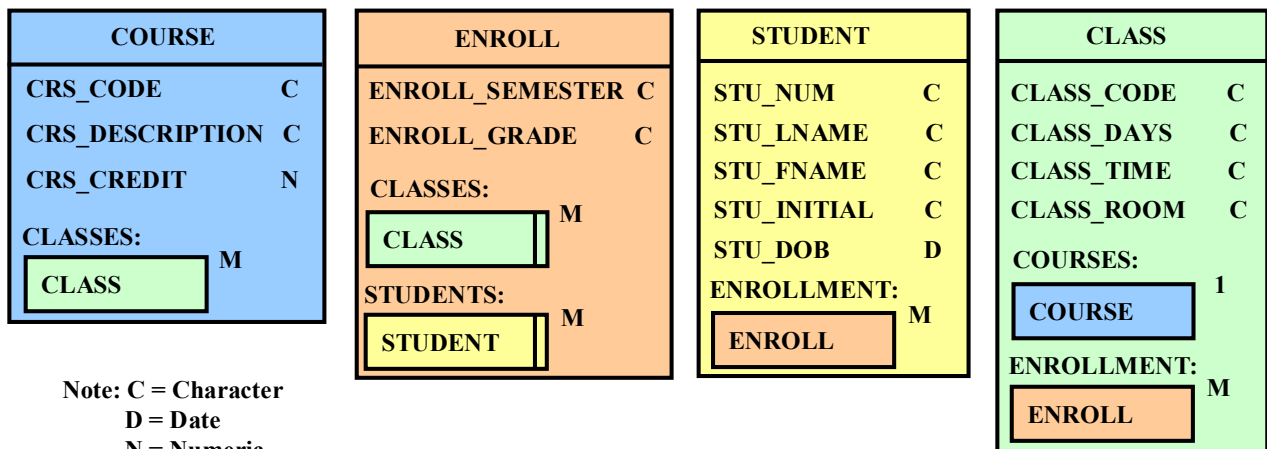 COURSE
CRS_CODE C
CRS_DESCRIPTION C
CRS_CREDIT N
CLASSES:
CLASS M
ENROLL
ENROLL_SEMESTER C
ENROLL_GRADE C
CLASSES:
CLASS M
STUDENTS:
STUDENT M
STUDENT
STU_NUM C
STU_LNAME C
STU_FNAME C
STU_INITIAL C
STU_DOB D
ENROLLMENT:
ENROLL M
CLASS
CLASS_CODE C
CLASS_DAYS C
CLASS_TIME C
CLASS_ROOM C
COURSES:
COURSE 1
ENROLLMENT:
ENROLL M
Note: C = Character
D = Date
N = Numeric